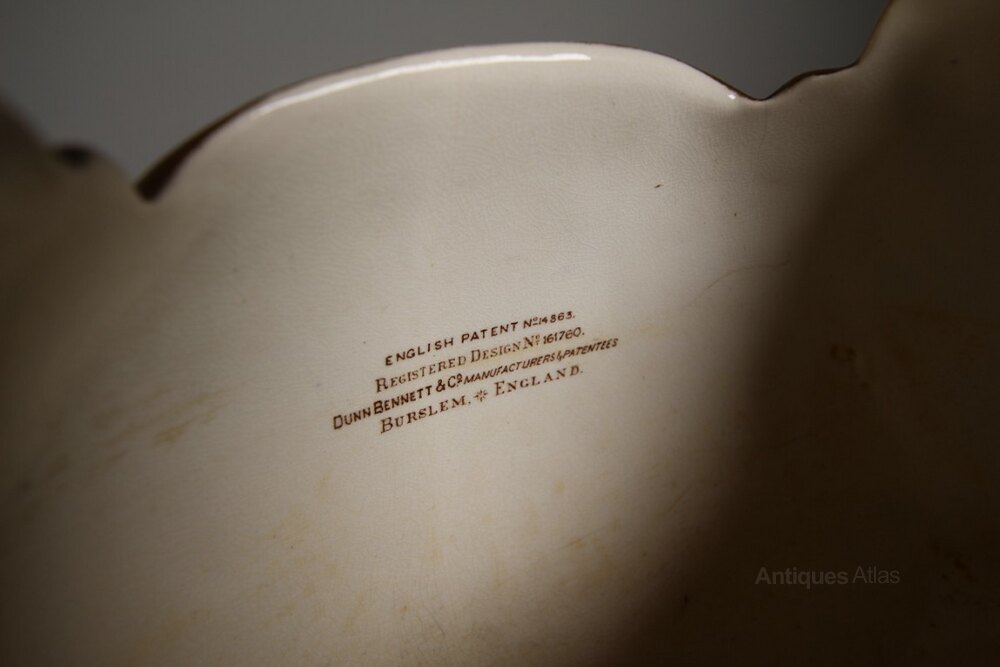 ENGLISH PATENT Nº 14863.
REGISTERED DESIGN Nº 161760.
DUNN BENNETT & Cº MANUFACTURERS & PATENTEES
BURSLEM. ENGLAND.
Antiques Atlas